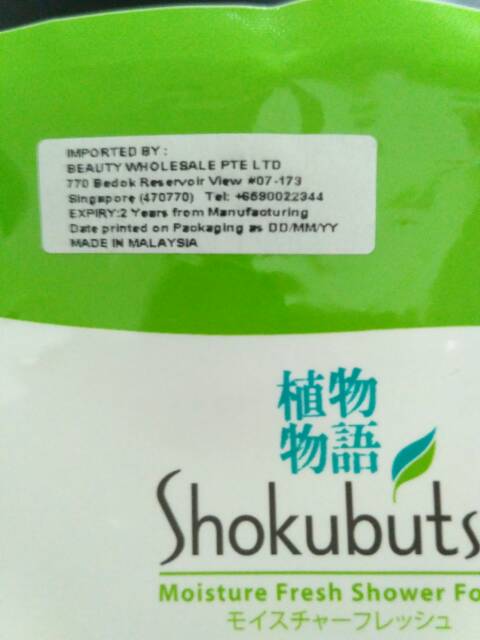 IMPORTED BY :
BEAUTY WHOLESALE PTE LTD
770 Bedok Reservoir View #07-173
Singapore (470770) Tel: +6590022344
EXPIRY:2 Years from Manufacturing
Date printed on Packaging as DD/MM/YY
MADE IN MALAYSIA
植物
物語
Shokubuts
Moisture Fresh Shower Fo
モイスチャーフレッシュ